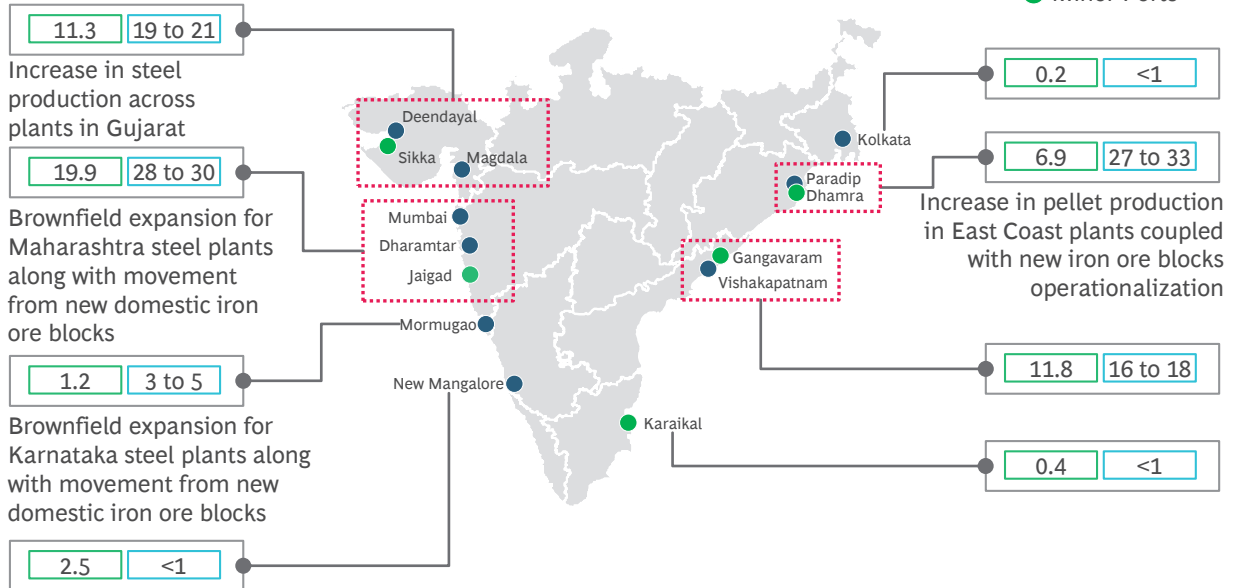 Minor Ports
11.3 19 to 21
Increase in steel
production across
plants in Gujarat
19.9 28 to 30
Brownfield expansion for
Maharashtra steel plants
along with movement
from new domestic iron
ore blocks
1.2 3 to 5
Brownfield expansion for
Karnataka steel plants along
with movement from new
domestic iron ore blocks
2.5 <1
Deendayal
Sikka
Magdala
Mumbai
Dharamtar
Jaigad
Mormugao
New Mangalore
Kolkata
Paradip
Dhamra
Gangavaram
Vishakapatnam
Karaikal
0.2 <1
6.9 27 to 33
Increase in pellet production
in East Coast plants coupled
with new iron ore blocks
operationalization
11.8 16 to 18
0.4 <1